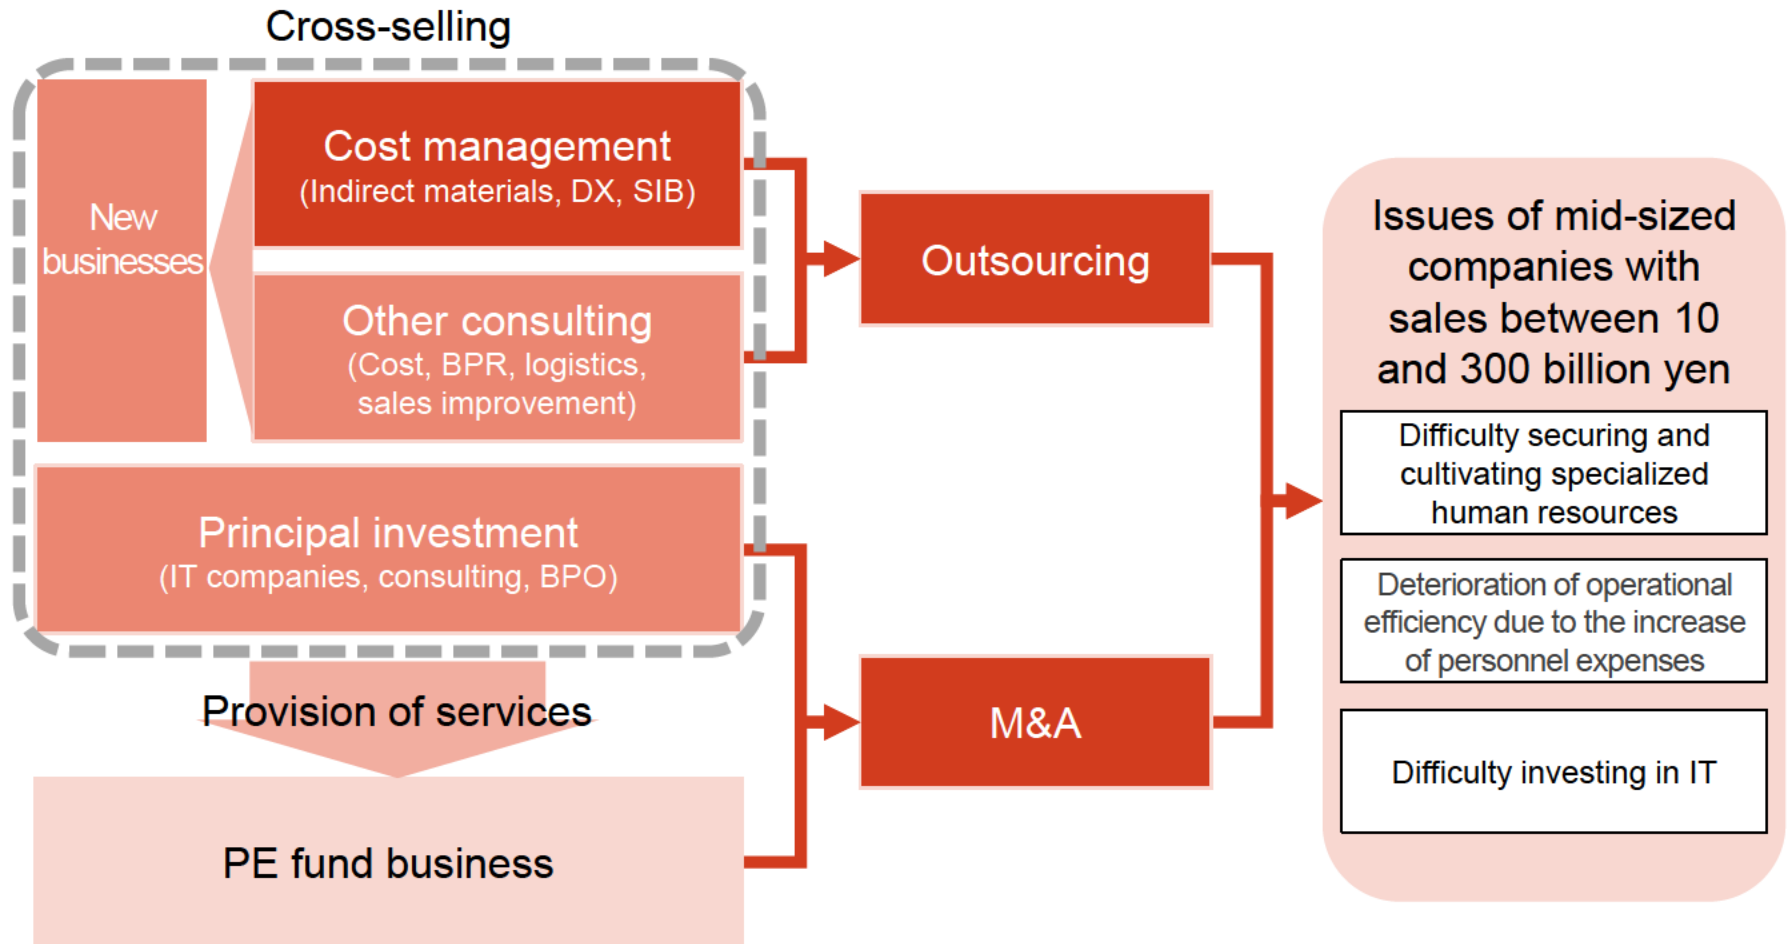 Cross-selling
New
businesses
Cost management
(Indirect materials, DX, SIB)
Other consulting
(Cost, BPR, logistics,
sales improvement)
Principal investment
(IT companies, consulting, BPO)
Provision of services
PE fund business
Outsourcing
M&A
Issues of mid-sized
companies with
sales between 10
and 300 billion yen
Difficulty securing and
cultivating specialized
human resources
Deterioration of operational
efficiency due to the increase
of personnel expenses
Difficulty investing in IT